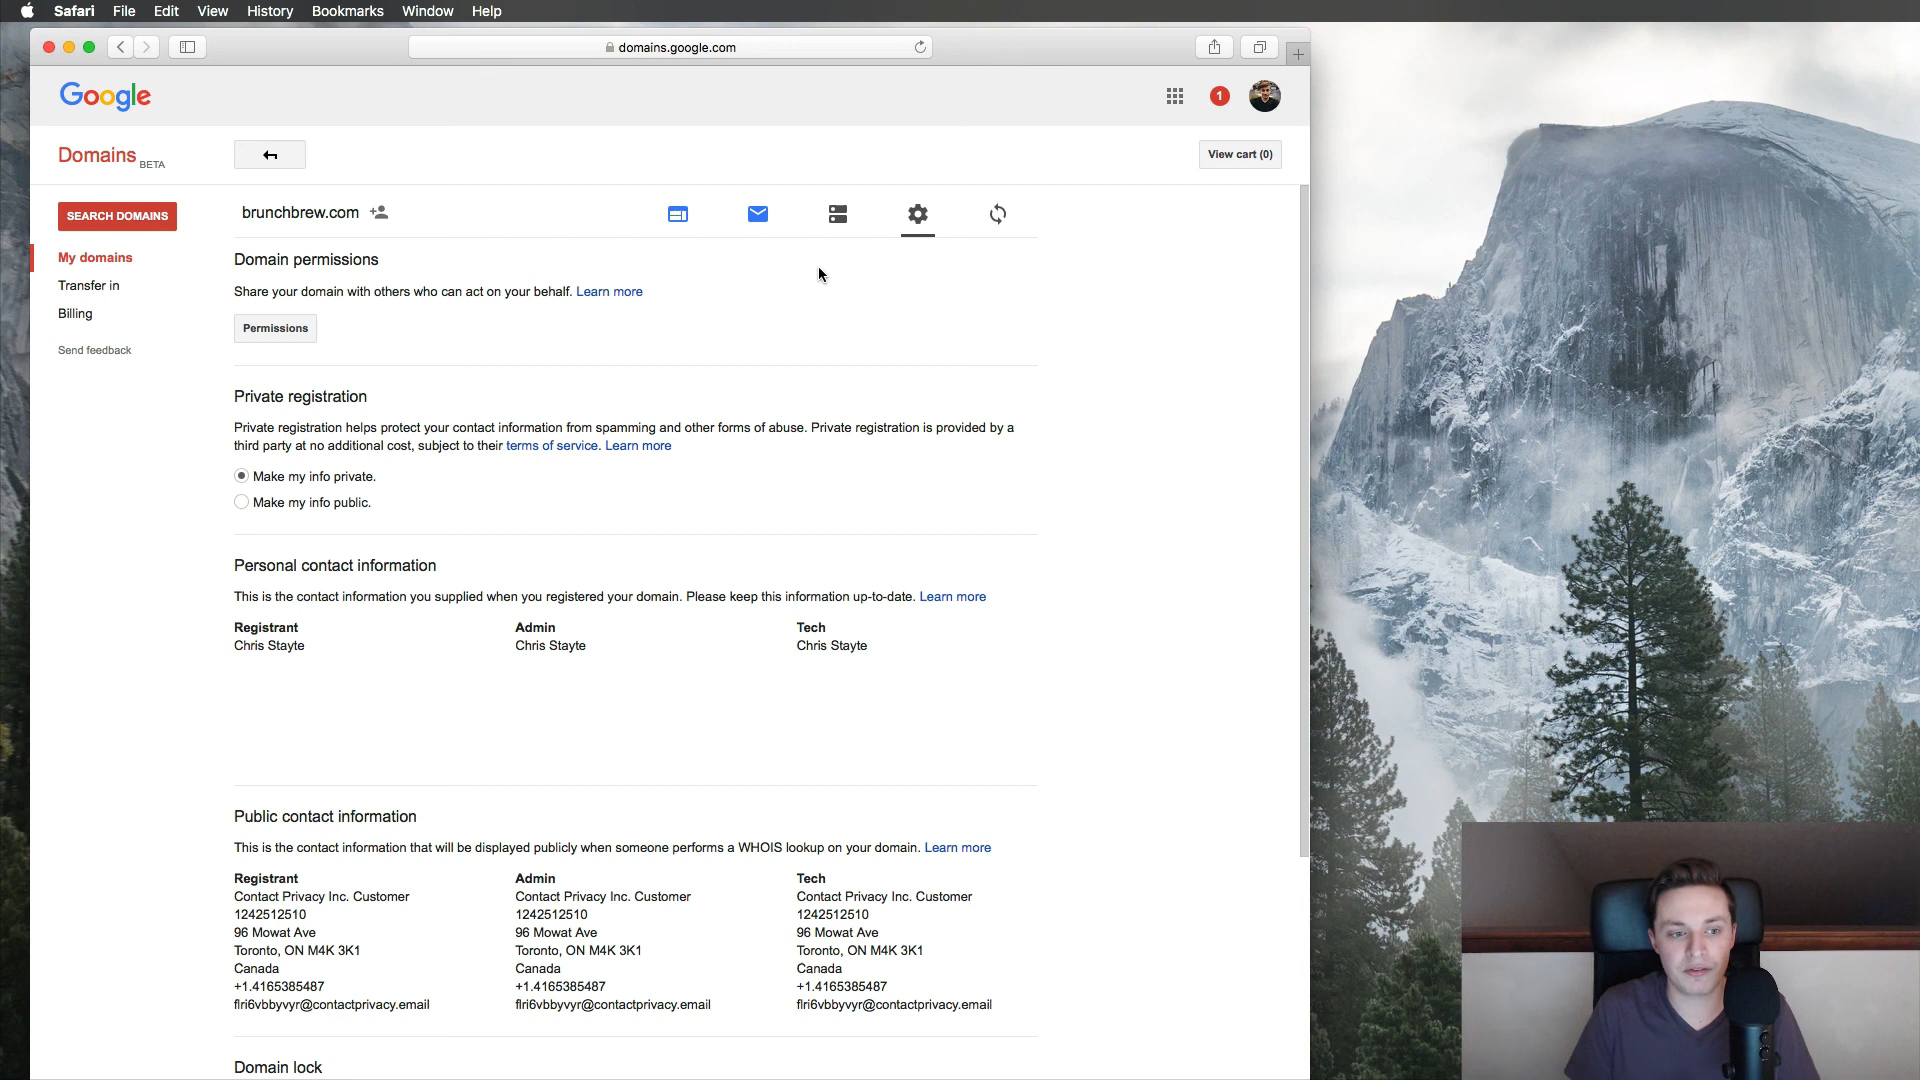 Safari File Edit View History Bookmarks Window Help
domains.google.com
Google
1
Domains BETA
View cart (0)
SEARCH DOMAINS
brunchbrew.com
My domains
Transfer in
Billing
Send feedback
Domain permissions
Share your domain with others who can act on your behalf. Learn more
Permissions
Private registration
Private registration helps protect your contact information from spamming and other forms of abuse. Private registration is provided by a
third party at no additional cost, subject to their terms of service. Learn more
Make my info private.
Make my info public.
Personal contact information
This is the contact information you supplied when you registered your domain. Please keep this information up-to-date. Learn more
Registrant Admin Tech
Chris Stayte Chris Stayte Chris Stayte
Public contact information
This is the contact information that will be displayed publicly when someone performs a WHOIS lookup on your domain. Learn more
Registrant Admin Tech
Contact Privacy Inc. Customer Contact Privacy Inc. Customer Contact Privacy Inc. Customer
1242512510 1242512510 1242512510
96 Mowat Ave 96 Mowat Ave 96 Mowat Ave
Toronto, ON M4K 3K1 Toronto, ON M4K 3K1 Toronto, ON M4K 3K1
Canada Canada Canada
+1.4165385487 +1.4165385487 +1.4165385487
flri6vbbyvyr@contactprivacy.email flri6vbbyvyr@contactprivacy.email flri6vbbyvyr@contactprivacy.email
Domain lock